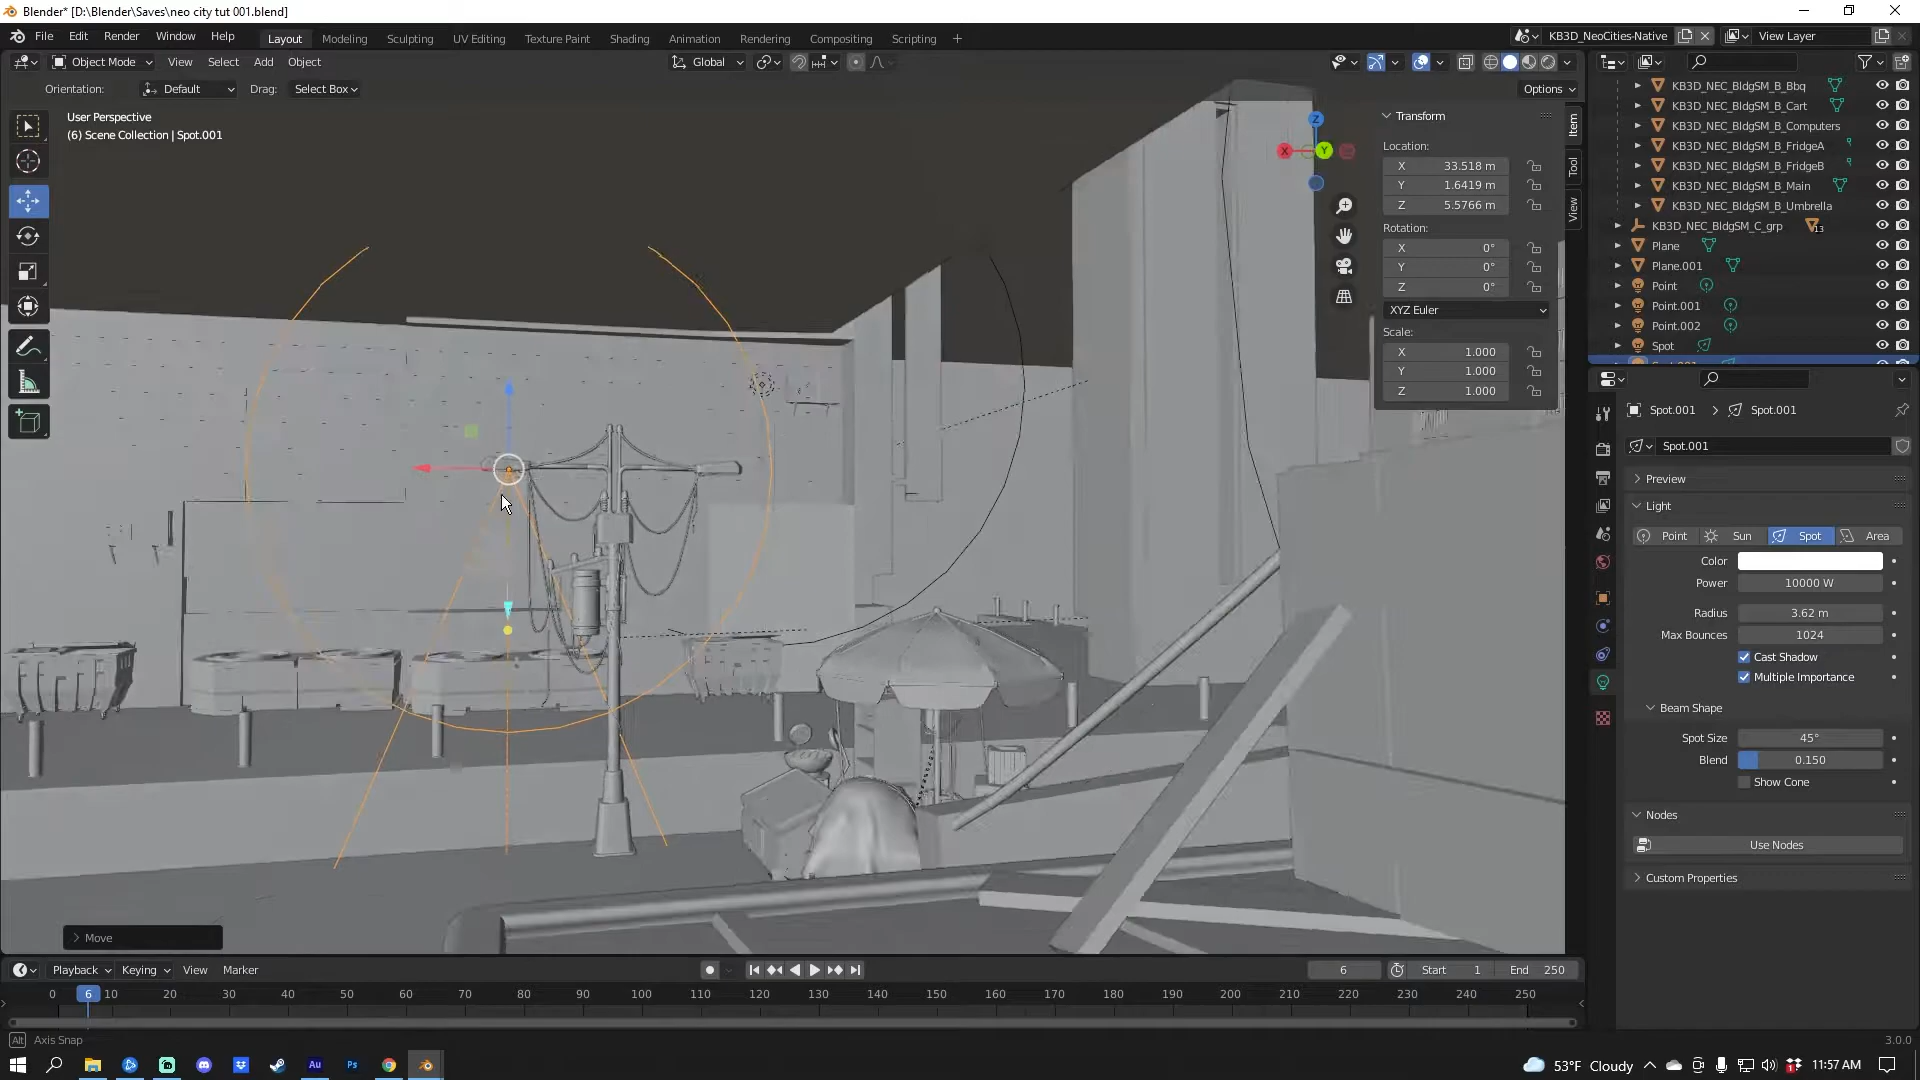 Blender* [D:\Blender\Saves\neo city tut 001.blend]
File Edit Render Window Help
Layout Modeling Sculpting UV Editing Texture Paint Shading Animation Rendering Compositing Scripting +
KB3D_NeoCities-Native
View Layer
Object Mode View Select Add Object
Global
Orientation: Default Drag: Select Box
Options
User Perspective
(6) Scene Collection | Spot.001
Z
X
Y
Transform
Location:
X 33.518 m
Y 1.6419 m
Z 5.5766 m
Rotation:
X 0°
Y 0°
Z 0°
XYZ Euler
Scale:
X 1.000
Y 1.000
Z 1.000
Item
Tool
View
KB3D_NEC_BldgSM_B_Bbq
KB3D_NEC_BldgSM_B_Cart
KB3D_NEC_BldgSM_B_Computers
KB3D_NEC_BldgSM_B_FridgeA
KB3D_NEC_BldgSM_B_FridgeB
KB3D_NEC_BldgSM_B_Main
KB3D_NEC_BldgSM_B_Umbrella
KB3D_NEC_BldgSM_C_grp 13
Plane
Plane.001
Point
Point.001
Point.002
Spot
Spot.001 > Spot.001
Spot.001
Preview
Light
Point Sun Spot Area
Color
Power 10000 W
Radius 3.62 m
Max Bounces 1024
Cast Shadow
Multiple Importance
Beam Shape
Spot Size 45°
Blend 0.150
Show Cone
Nodes
Use Nodes
Custom Properties
Move
Playback Keying View Marker
6
Start 1 End 250
0 6 10 20 30 40 50 60 70 80 90 100 110 120 130 140 150 160 170 180 190 200 210 220 230 240 250
Alt Axis Snap
3.0.0
Au Ps
53°F Cloudy
11:57 AM